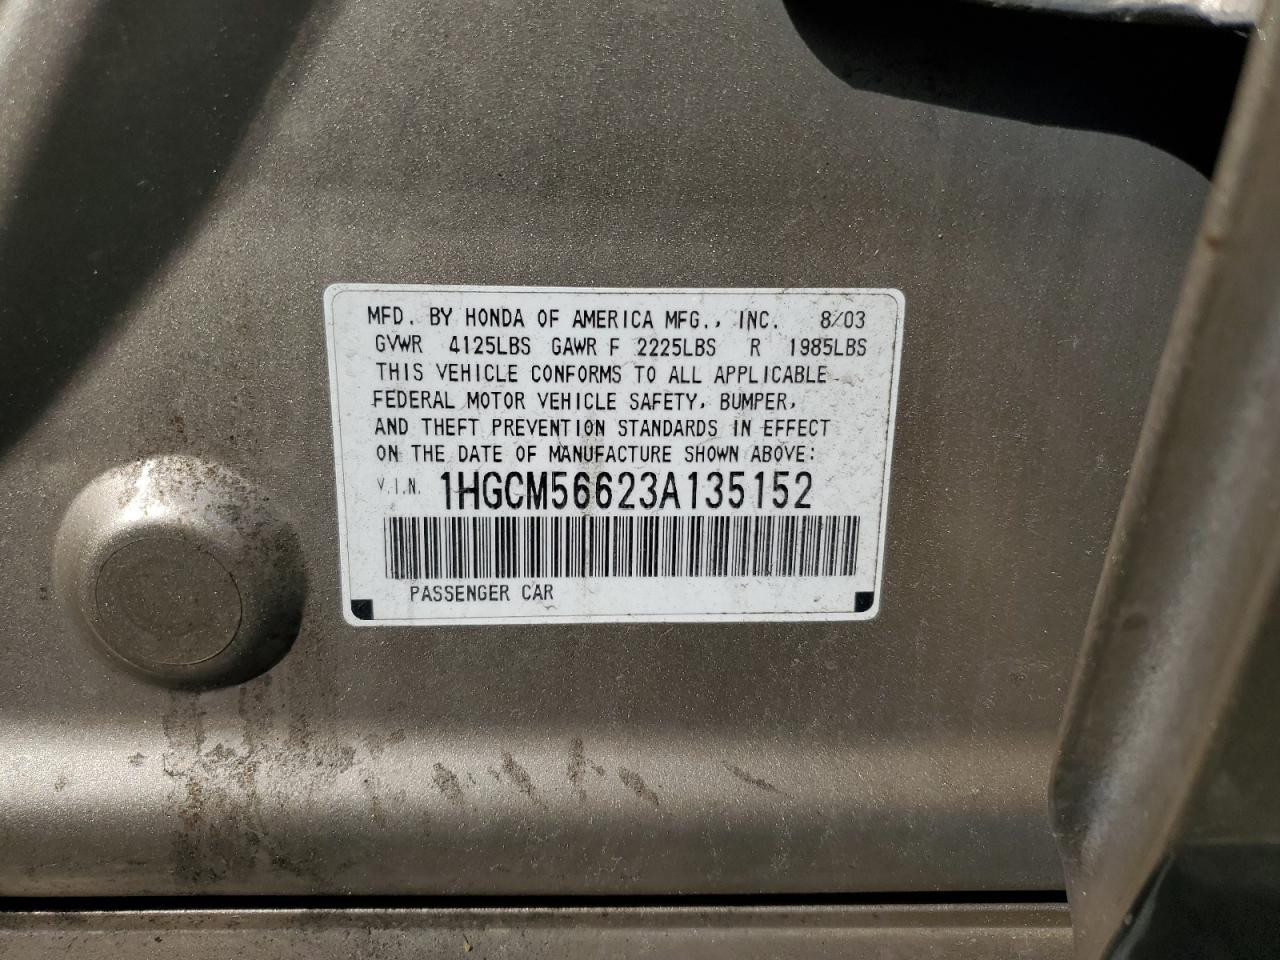 MFD. BY HONDA OF AMERICA MFG., INC. 8/03
GVWR 4125LBS GAWR F 2225LBS R 1985LBS
THIS VEHICLE CONFORMS TO ALL APPLICABLE
FEDERAL MOTOR VEHICLE SAFETY, BUMPER,
AND THEFT PREVENTION STANDARDS IN EFFECT
ON THE DATE OF MANUFACTURE SHOWN ABOVE:
V.I.N. 1HGCM56623A135152
PASSENGER CAR